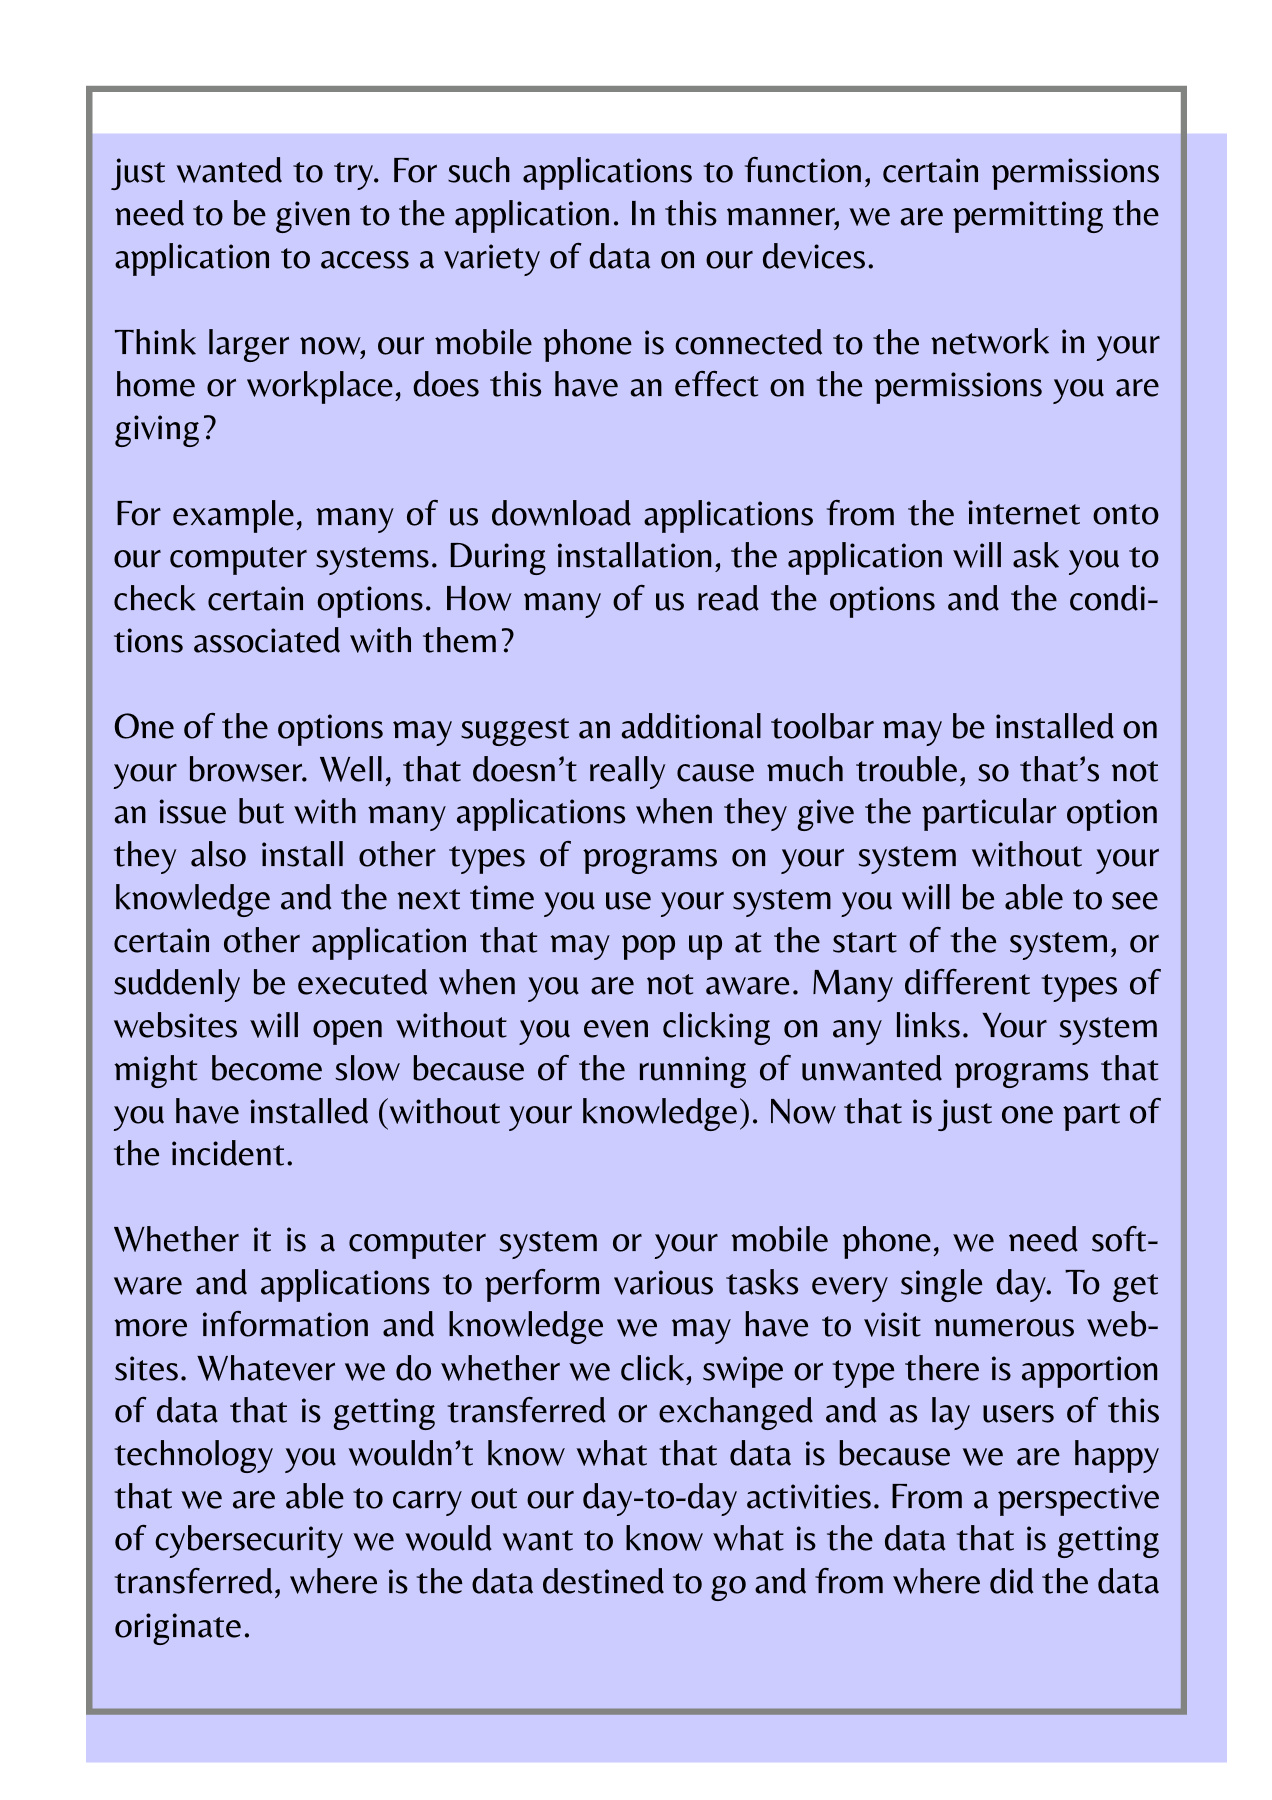 just wanted to try. For such applications to function, certain permissions
need to be given to the application. In this manner, we are permitting the
application to access a variety of data on our devices.
Think larger now, our mobile phone is connected to the network in your
home or workplace, does this have an effect on the permissions you are
giving?
For example, many of us download applications from the internet onto
our computer systems. During installation, the application will ask you to
check certain options. How many of us read the options and the condi-
tions associated with them?
One of the options may suggest an additional toolbar may be installed on
your browser. Well, that doesn’t really cause much trouble, so that’s not
an issue but with many applications when they give the particular option
they also install other types of programs on your system without your
knowledge and the next time you use your system you will be able to see
certain other application that may pop up at the start of the system, or
suddenly be executed when you are not aware. Many different types of
websites will open without you even clicking on any links. Your system
might become slow because of the running of unwanted programs that
you have installed (without your knowledge). Now that is just one part of
the incident.
Whether it is a computer system or your mobile phone, we need soft-
ware and applications to perform various tasks every single day. To get
more information and knowledge we may have to visit numerous web-
sites. Whatever we do whether we click, swipe or type there is apportion
of data that is getting transferred or exchanged and as lay users of this
technology you wouldn’t know what that data is because we are happy
that we are able to carry out our day-to-day activities. From a perspective
of cybersecurity we would want to know what is the data that is getting
transferred, where is the data destined to go and from where did the data
originate.